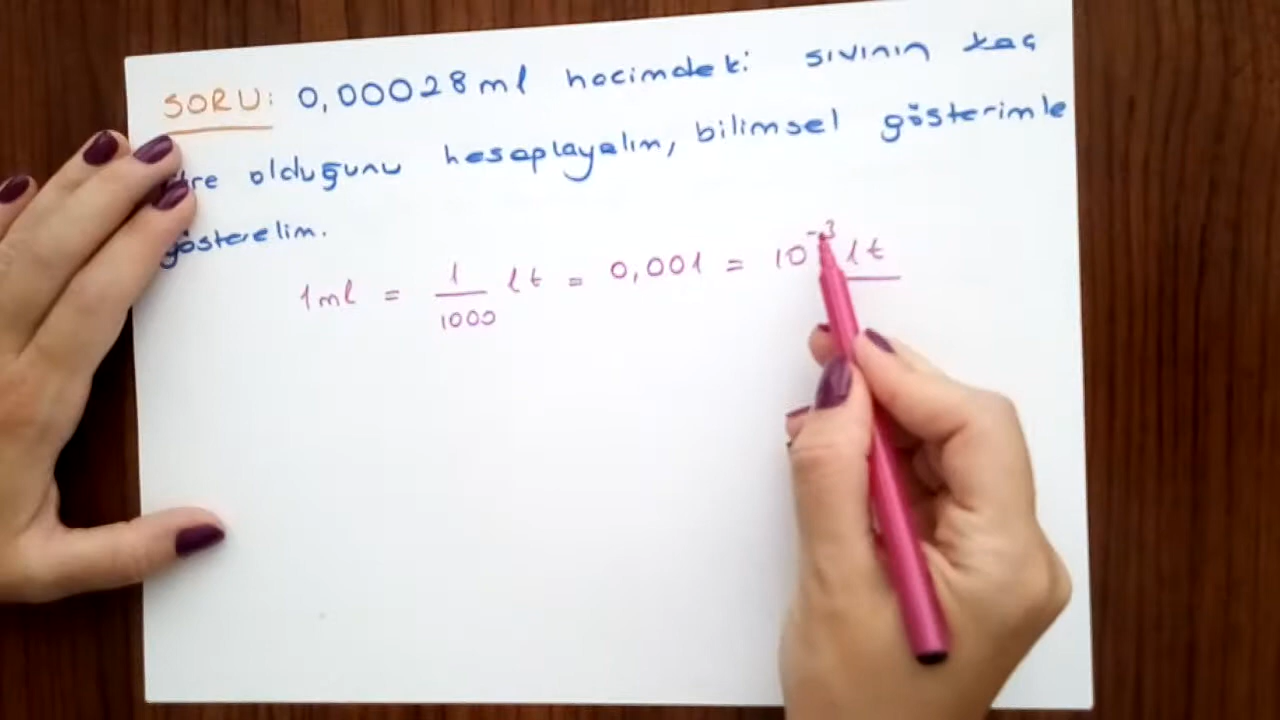 SORU: 0,00028 ml hacimdeki sıvının kaç
olduğunu hesaplayalım, bilimsel gösterimle
gösterelim.
1ml = 1/1000 lt = 0,001 = 10⁻³ lt